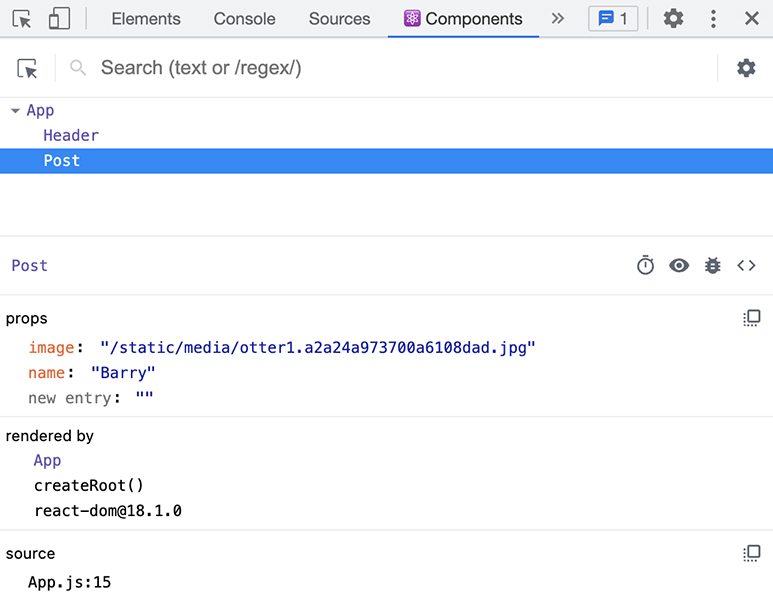 Elements Console Sources Components 1
Search (text or /regex/)
App
Header
Post
Post
props
image: "/static/media/otter1.a2a24a973700a6108dad.jpg"
name: "Barry"
new entry: ""
rendered by
App
createRoot()
react-dom@18.1.0
source
App.js:15